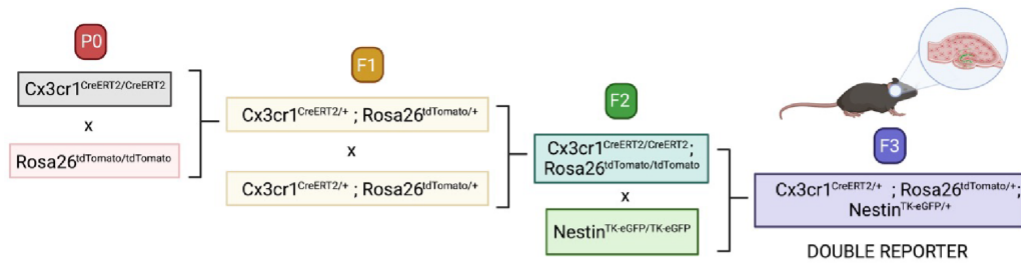 P0
Cx3cr1CreERT2/CreERT2
x
Rosa26tdTomato/tdTomato
F1
Cx3cr1CreERT2/+ ; Rosa26tdTomato/+
x
Cx3cr1CreERT2/+ ; Rosa26tdTomato/+
F2
Cx3cr1CreERT2/CreERT2;
Rosa26tdTomato/tdTomato
x
NestinTK-eGFP/TK-eGFP
F3
Cx3cr1CreERT2/+ ; Rosa26tdTomato/+;
NestinTK-eGFP/+
DOUBLE REPORTER